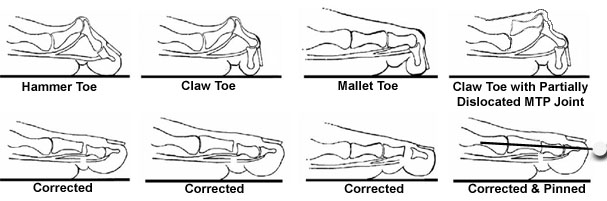 Hammer Toe
Claw Toe
Mallet Toe
Claw Toe with Partially
Dislocated MTP Joint
Corrected
Corrected
Corrected
Corrected & Pinned